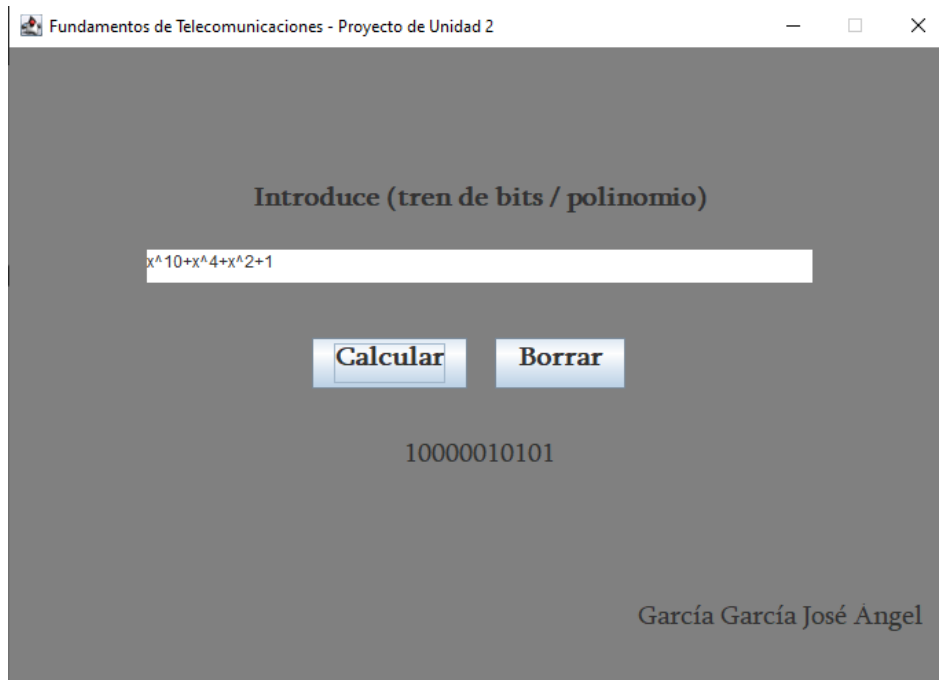 Fundamentos de Telecomunicaciones - Proyecto de Unidad 2
Introduce (tren de bits / polinomio)
x^10+x^4+x^2+1
Calcular Borrar
10000010101
García García José Ángel